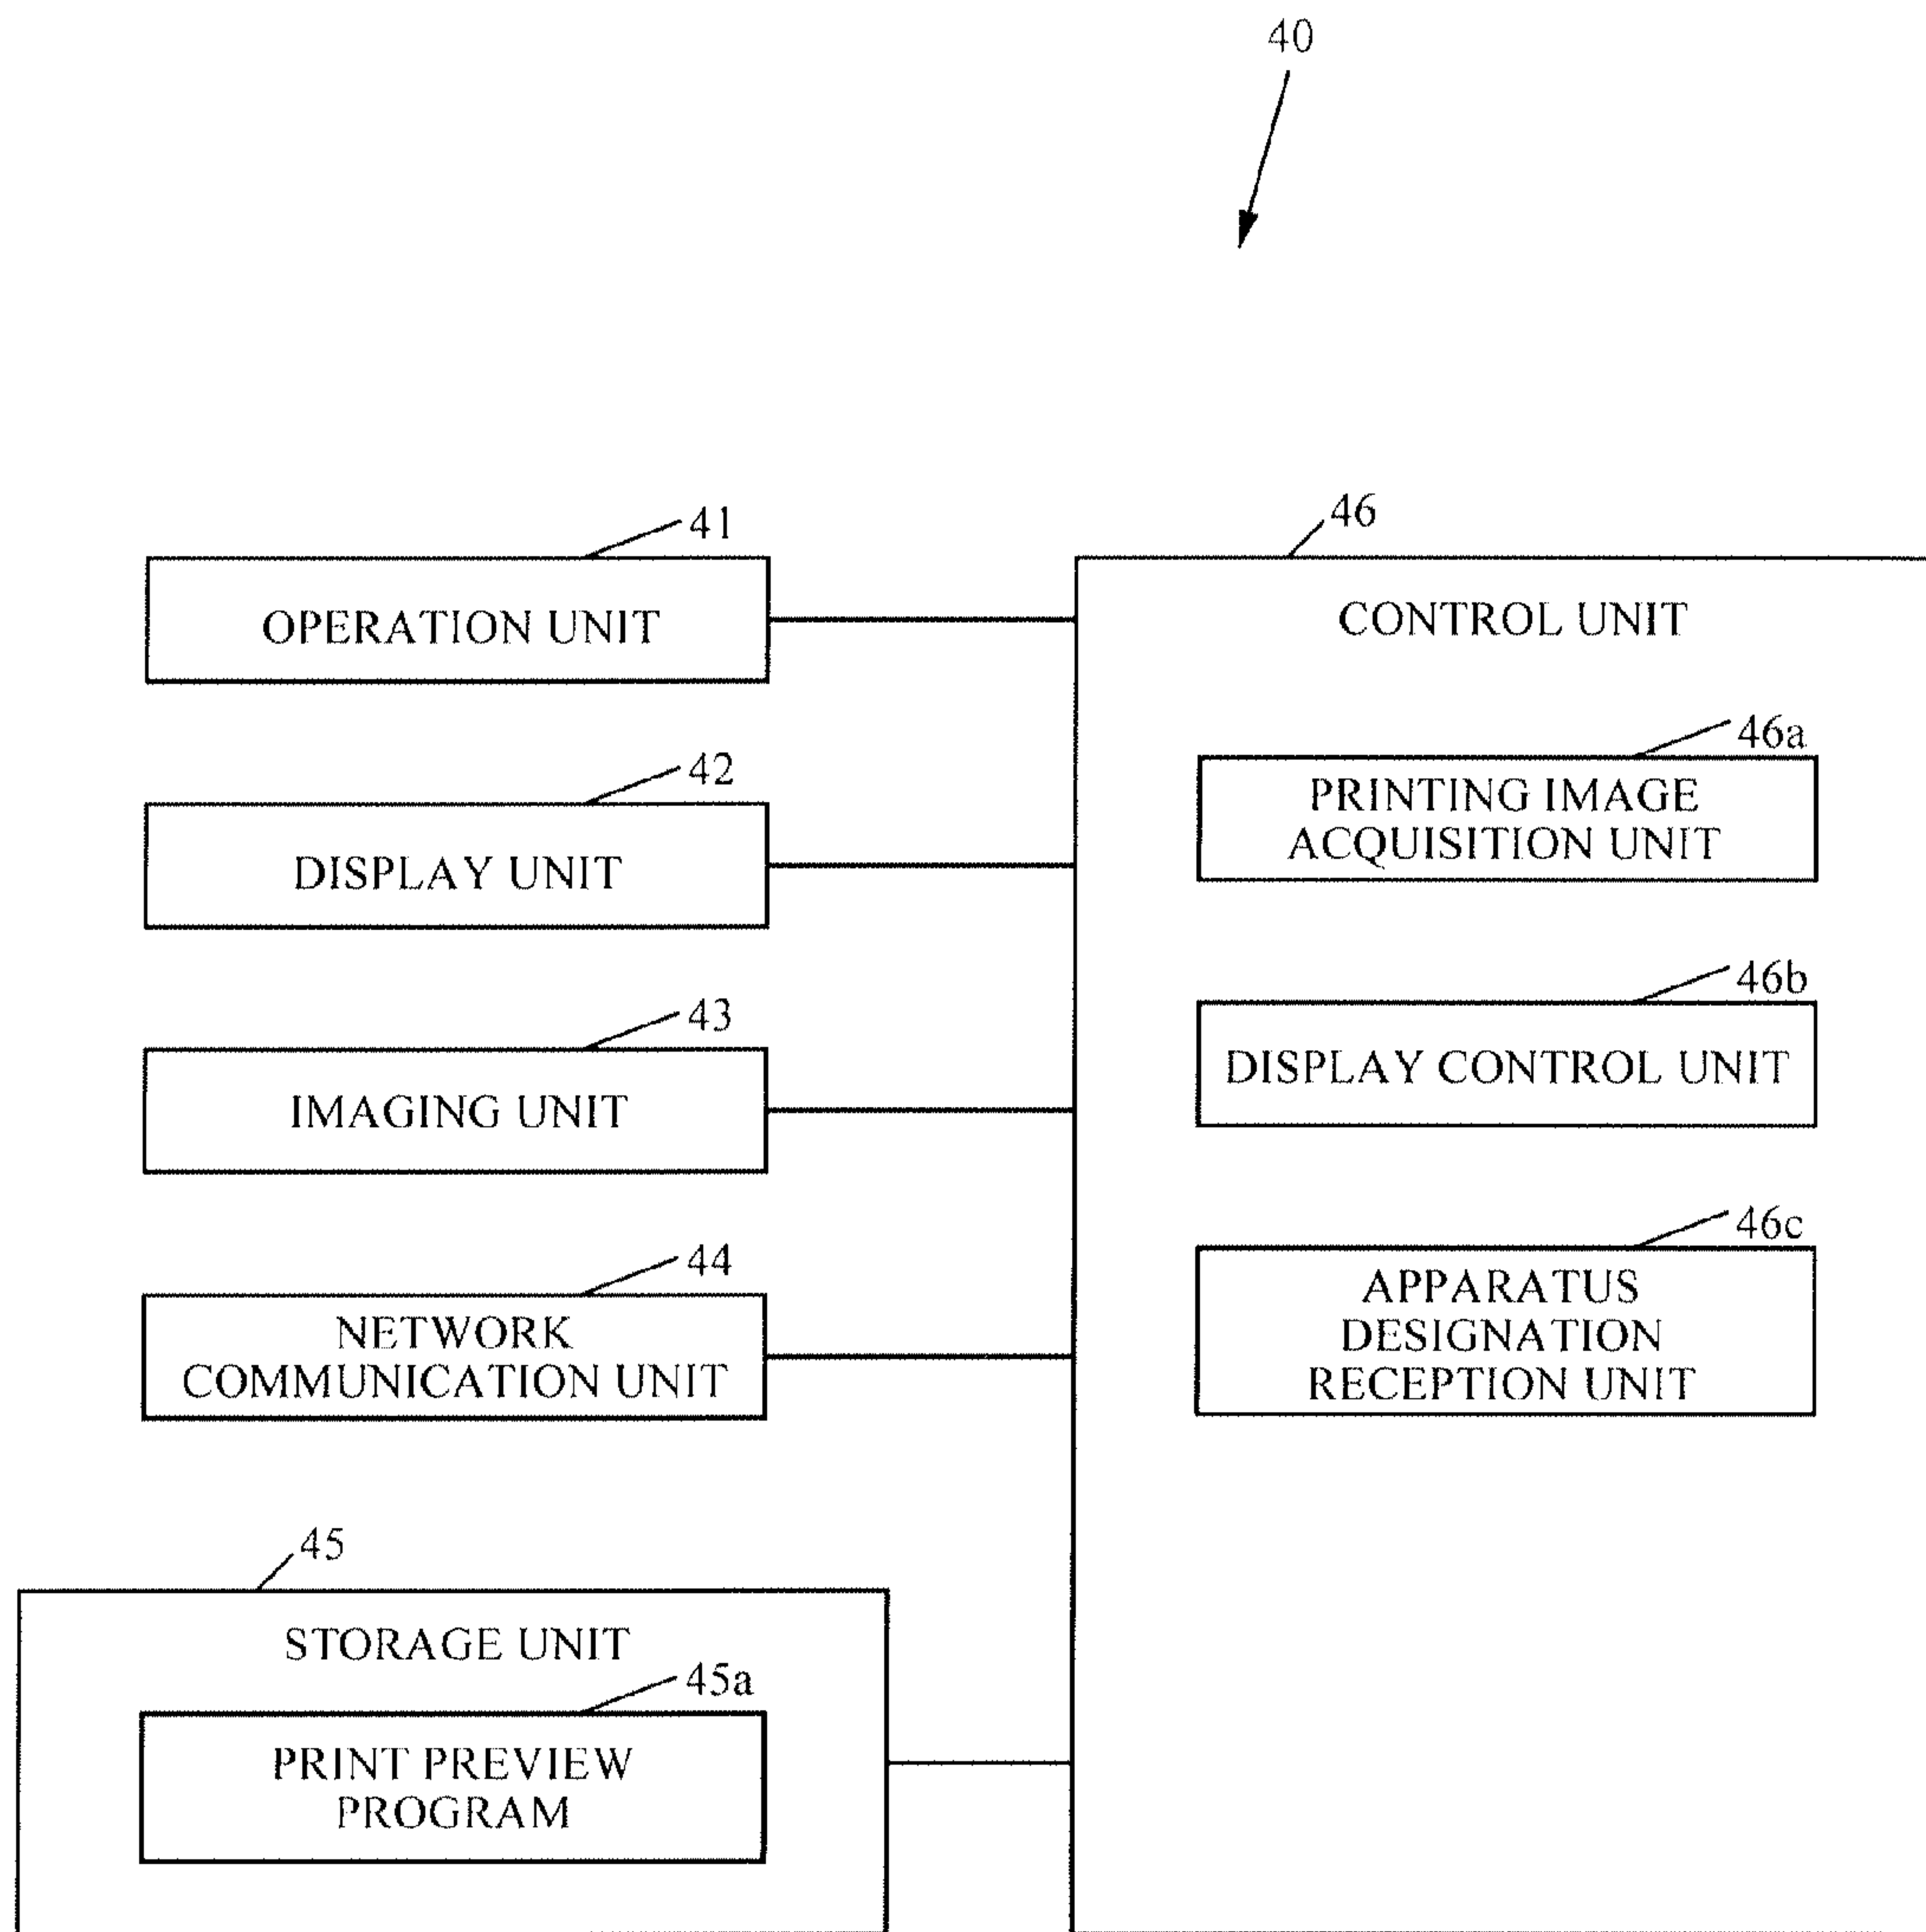 40
41
OPERATION UNIT
42
DISPLAY UNIT
43
IMAGING UNIT
44
NETWORK
COMMUNICATION UNIT
45
STORAGE UNIT
45a
PRINT PREVIEW
PROGRAM
46
CONTROL UNIT
46a
PRINTING IMAGE
ACQUISITION UNIT
46b
DISPLAY CONTROL UNIT
46c
APPARATUS
DESIGNATION
RECEPTION UNIT